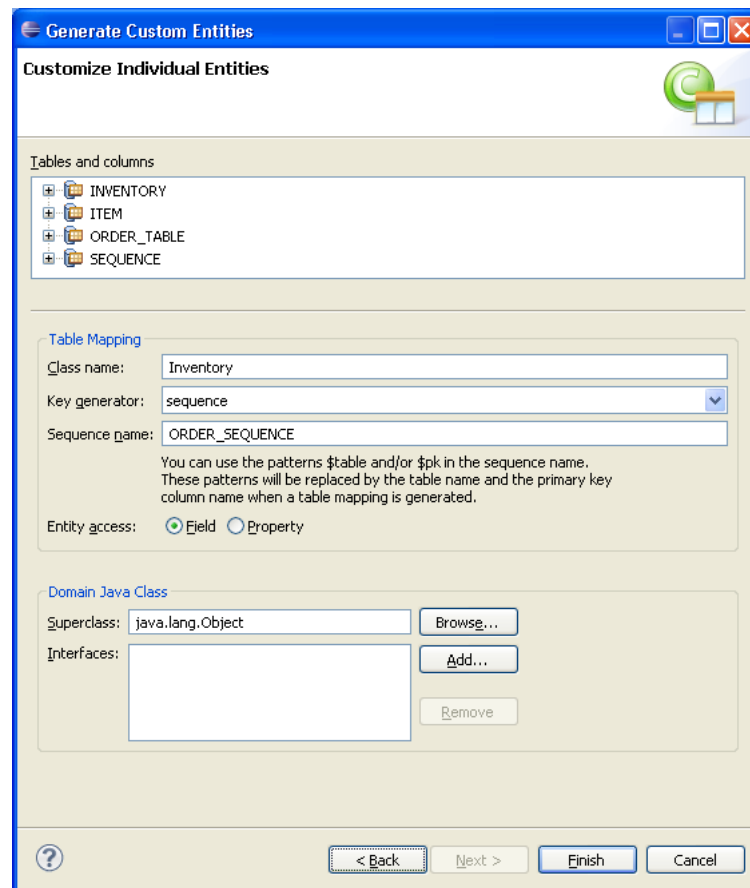 Generate Custom Entities
Customize Individual Entities
Tables and columns
INVENTORY
ITEM
ORDER_TABLE
SEQUENCE
Table Mapping
Class name: Inventory
Key generator: sequence
Sequence name: ORDER_SEQUENCE
You can use the patterns $table and/or $pk in the sequence name.
These patterns will be replaced by the table name and the primary key
column name when a table mapping is generated.
Entity access: Field Property
Domain Java Class
Superclass: java.lang.Object Browse...
Interfaces: Add...
Remove
? < Back Next > Finish Cancel